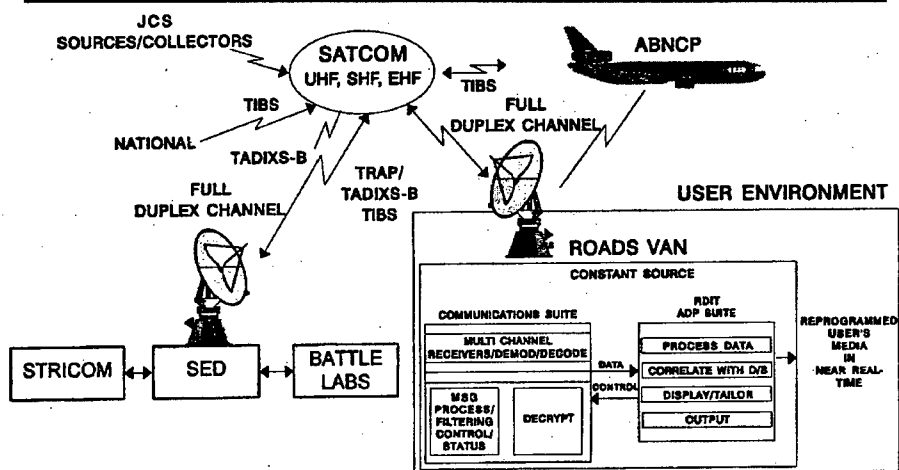 JCS
SOURCES/COLLECTORS
SATCOM
UHF, SHF, EHF
ABNCP
TIBS
TIBS
NATIONAL
TADIXS-B
FULL
DUPLEX CHANNEL
FULL
DUPLEX CHANNEL
TRAP/
TADIXS-B
TIBS
USER ENVIRONMENT
ROADS VAN
CONSTANT SOURCE
COMMUNICATIONS SUITE
MULTI CHANNEL
RECEIVERS/DEMOD/DECODE
MSG
PROCESS/
FILTERING
CONTROL/
STATUS
DECRYPT
DATA
CONTROL
RDIT
ADP SUITE
PROCESS DATA
CORRELATE WITH D/B
DISPLAY/TAILOR
OUTPUT
REPROGRAMMED
USER'S
MEDIA
IN
NEAR REAL-
TIME
STRICOM
SED
BATTLE
LABS